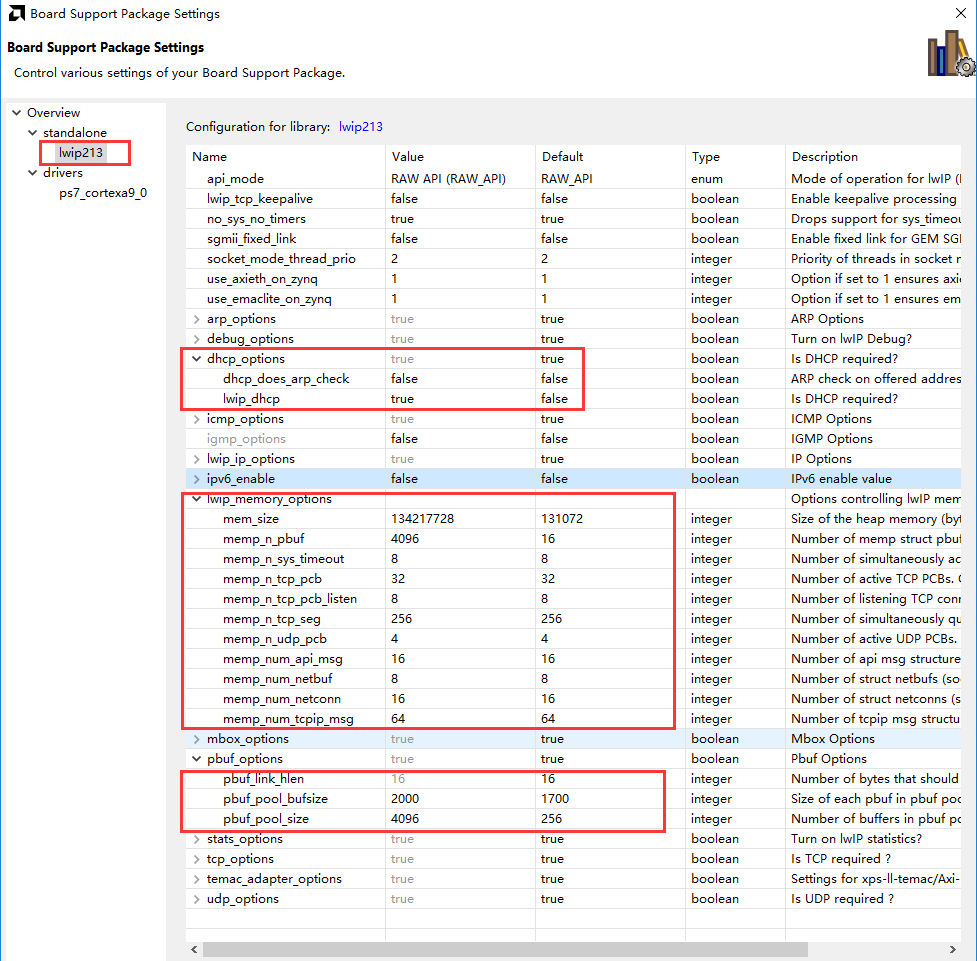 Board Support Package Settings
Board Support Package Settings
Control various settings of your Board Support Package.
Overview
standalone
lwip213
drivers
ps7_cortexa9_0
Configuration for library: lwip213
Name Value Default Type Description
api_mode RAW API (RAW_API) RAW_API enum Mode of operation for lwIP (
lwip_tcp_keepalive false false boolean Enable keepalive processing
no_sys_no_timers true true boolean Drops support for sys_timeou
sgmii_fixed_link false false boolean Enable fixed link for GEM SGI
socket_mode_thread_prio 2 2 integer Priority of threads in socket m
use_axieth_on_zynq 1 1 integer Option if set to 1 ensures axie
use_emaclite_on_zynq 1 1 integer Option if set to 1 ensures em
arp_options true true boolean ARP Options
debug_options true true boolean Turn on lwIP Debug?
dhcp_options true true boolean Is DHCP required?
dhcp_does_arp_check false false boolean ARP check on offered addres
lwip_dhcp true false boolean Is DHCP required?
icmp_options true true boolean ICMP Options
igmp_options false false boolean IGMP Options
lwip_ip_options true true boolean IP Options
ipv6_enable false false boolean IPv6 enable value
lwip_memory_options Options controlling lwIP mem
mem_size 134217728 131072 integer Size of the heap memory (byt
memp_n_pbuf 4096 16 integer Number of memp struct pbuf
memp_n_sys_timeout 8 8 integer Number of simultaneously ac
memp_n_tcp_pcb 32 32 integer Number of active TCP PCBs.
memp_n_tcp_pcb_listen 8 8 integer Number of listening TCP conn
memp_n_tcp_seg 256 256 integer Number of simultaneously qu
memp_n_udp_pcb 4 4 integer Number of active UDP PCBs.
memp_num_api_msg 16 16 integer Number of api msg structure
memp_num_netbuf 8 8 integer Number of struct netbufs (so
memp_num_netconn 16 16 integer Number of struct netconns (s
memp_num_tcpip_msg 64 64 integer Number of tcpip msg structu
mbox_options true true boolean Mbox Options
pbuf_options true true boolean Pbuf Options
pbuf_link_hlen 16 16 integer Number of bytes that should
pbuf_pool_bufsize 2000 1700 integer Size of each pbuf in pbuf poo
pbuf_pool_size 4096 256 integer Number of buffers in pbuf po
stats_options true true boolean Turn on lwIP statistics?
tcp_options true true boolean Is TCP required ?
temac_adapter_options true true boolean Settings for xps-ll-temac/Axi-
udp_options true true boolean Is UDP required ?